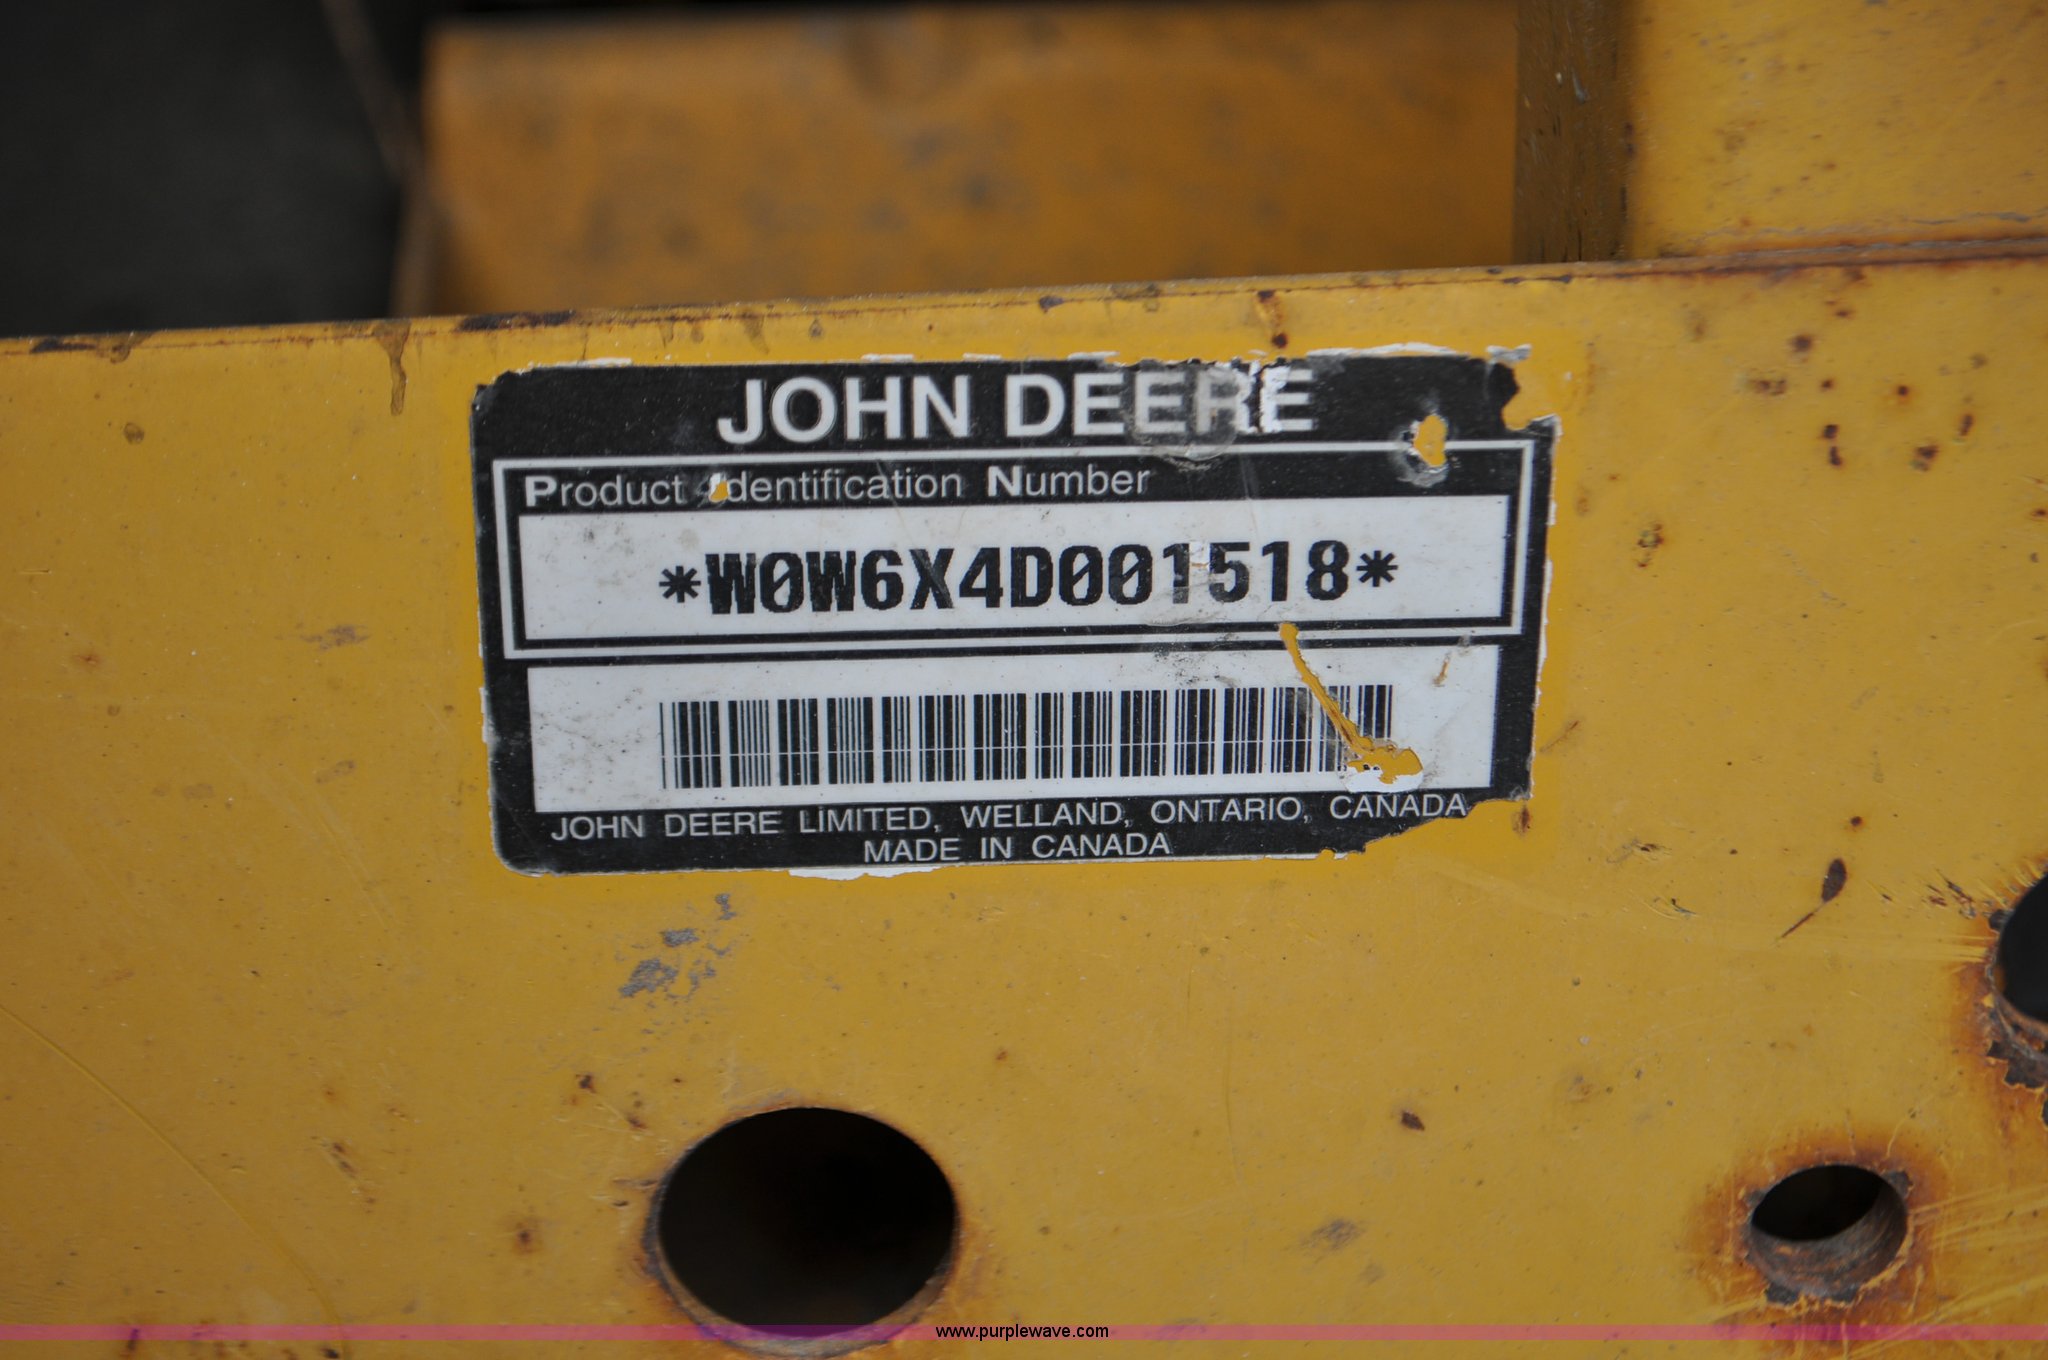 JOHN DEERE
Product Identification Number
*W0W6X4D001518*
JOHN DEERE LIMITED, WELLAND, ONTARIO, CANADA
MADE IN CANADA
www.purplewave.com